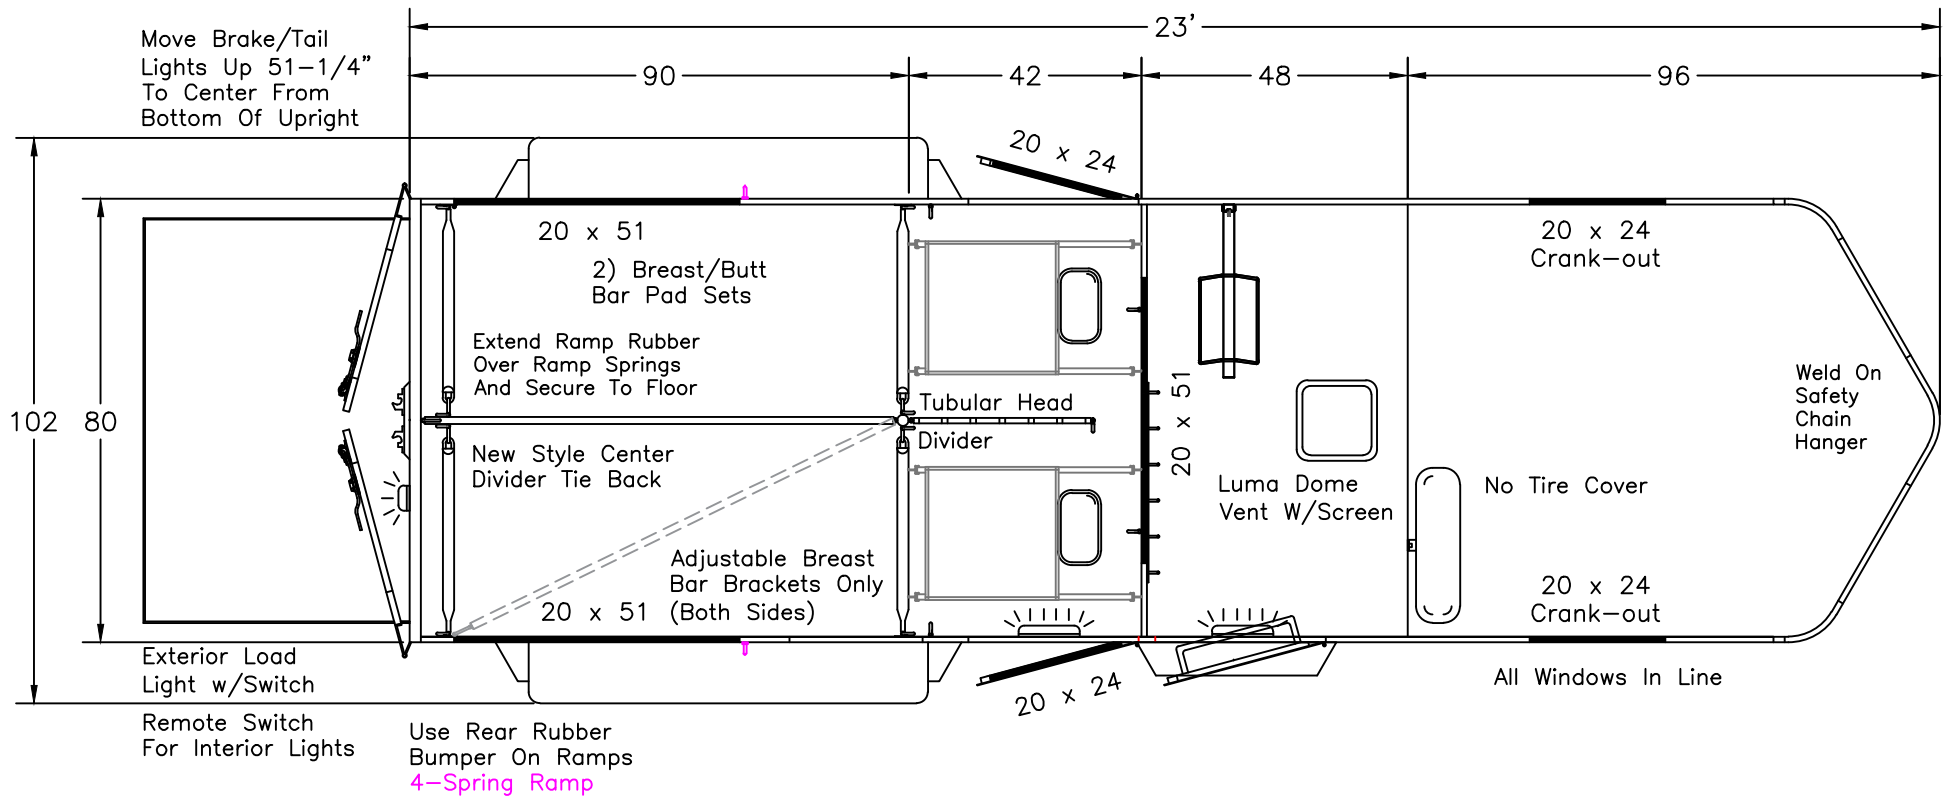 23'
Move Brake/Tail
Lights Up 51-1/4"
To Center From
Bottom Of Upright
90
42
48
96
20 x 24
20 x 51
2) Breast/Butt
Bar Pad Sets
20 x 24
Crank-out
Extend Ramp Rubber
Over Ramp Springs
And Secure To Floor
Weld On
Safety
Chain
Hanger
102
80
Tubular Head
Divider
20 x 51
New Style Center
Divider Tie Back
Luma Dome
Vent W/Screen
No Tire Cover
Adjustable Breast
Bar Brackets Only
(Both Sides)
20 x 51
20 x 24
Crank-out
Exterior Load
Light w/Switch
20 x 24
All Windows In Line
Remote Switch
For Interior Lights
Use Rear Rubber
Bumper On Ramps
4-Spring Ramp